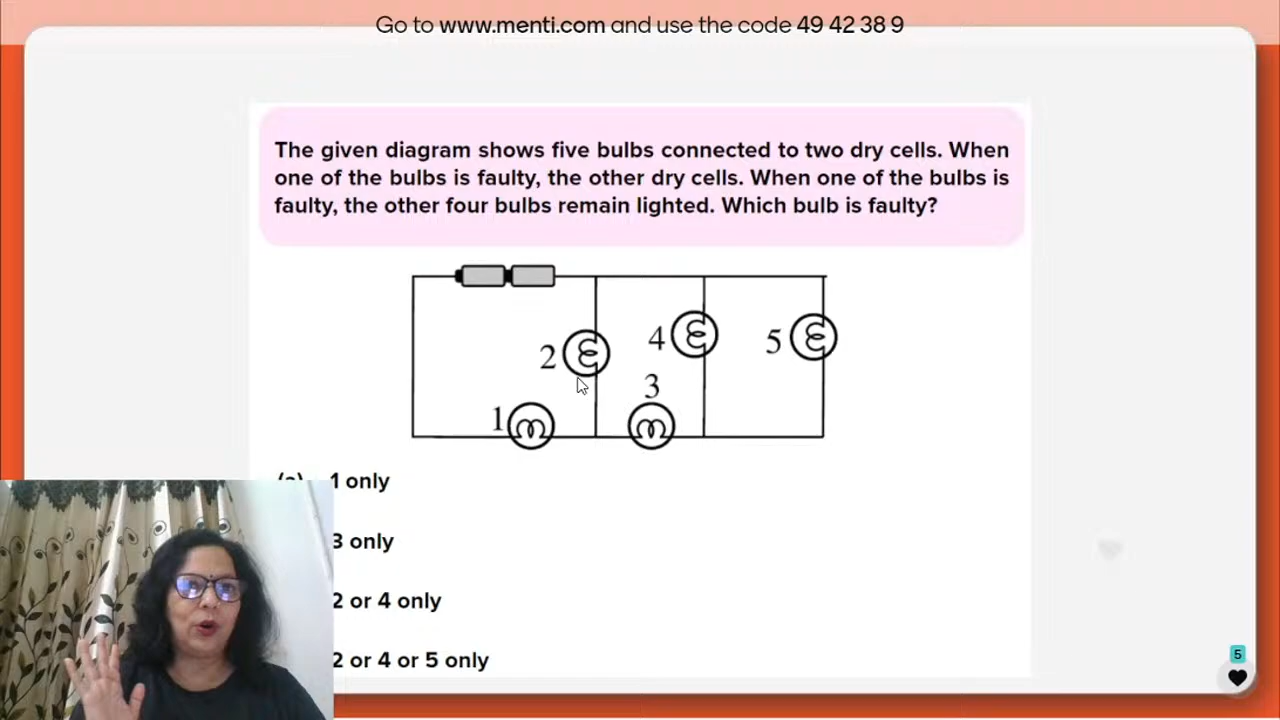 Go to www.menti.com and use the code 49 42 38 9
The given diagram shows five bulbs connected to two dry cells. When
one of the bulbs is faulty, the other dry cells. When one of the bulbs is
faulty, the other four bulbs remain lighted. Which bulb is faulty?
2
4
5
3
1
1 only
3 only
2 or 4 only
2 or 4 or 5 only
5